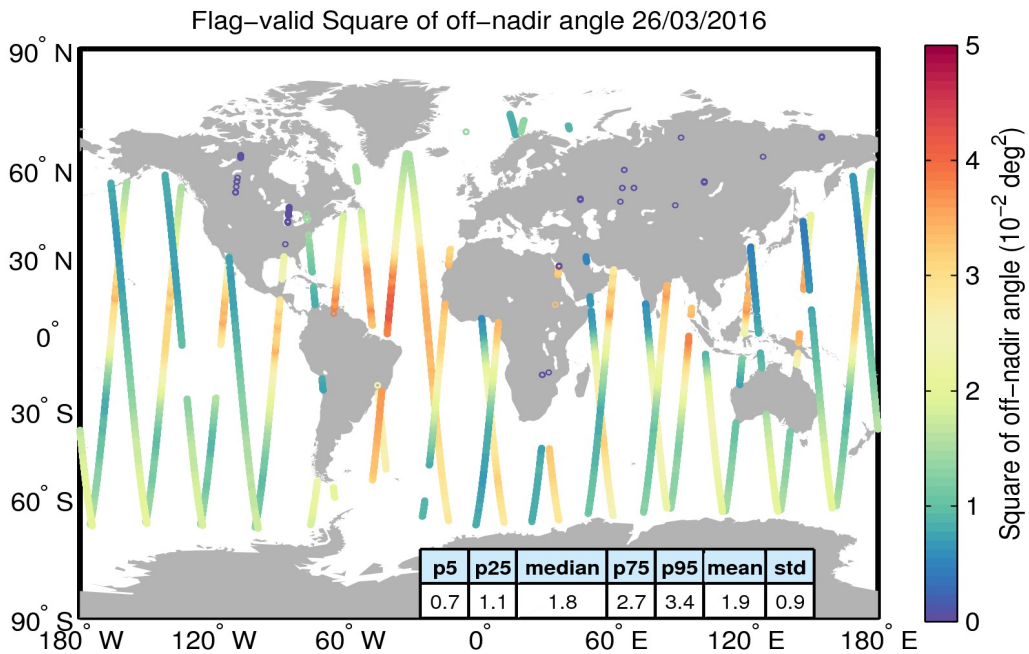 Flag−valid Square of off−nadir angle 26/03/2016
90° N
60° N
30° N
0°
30° S
60° S
90° S
180° W
120° W
60° W
0°
60° E
120° E
180° E
p5 p25 median p75 p95 mean std
0.7 1.1 1.8 2.7 3.4 1.9 0.9
5
4
3
2
1
0
Square of off−nadir angle (10⁻² deg²)